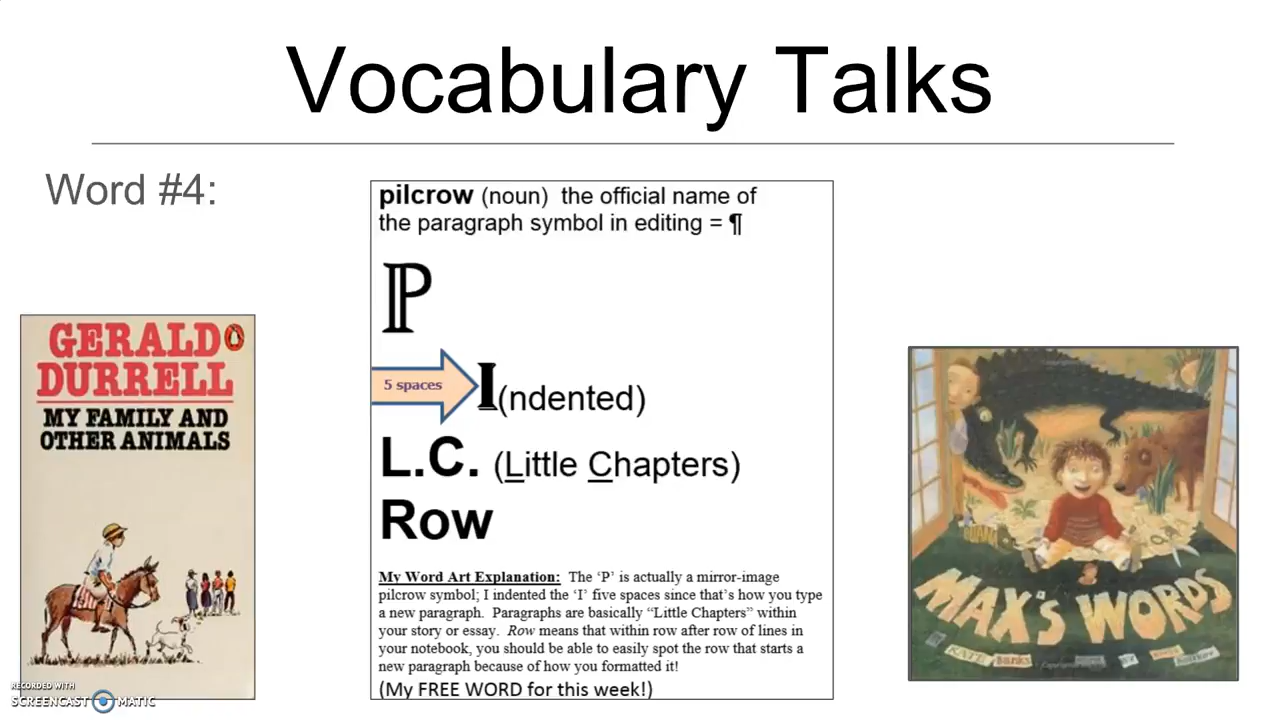 Vocabulary Talks
Word #4:
pilcrow (noun) the official name of
the paragraph symbol in editing = ¶
ℙ
5 spaces I(ndented)
L.C. (Little Chapters)
Row
My Word Art Explanation: The ‘P’ is actually a mirror-image
pilcrow symbol; I indented the ‘I’ five spaces since that’s how you type
a new paragraph. Paragraphs are basically “Little Chapters” within
your story or essay. Row means that within row after row of lines in
your notebook, you should be able to easily spot the row that starts a
new paragraph because of how you formatted it!
(My FREE WORD for this week!)
GERALD
DURRELL
MY FAMILY AND
OTHER ANIMALS
MAX'S WORDS
KATE Banks
RECORDED WITH
SCREENCAST MATIC